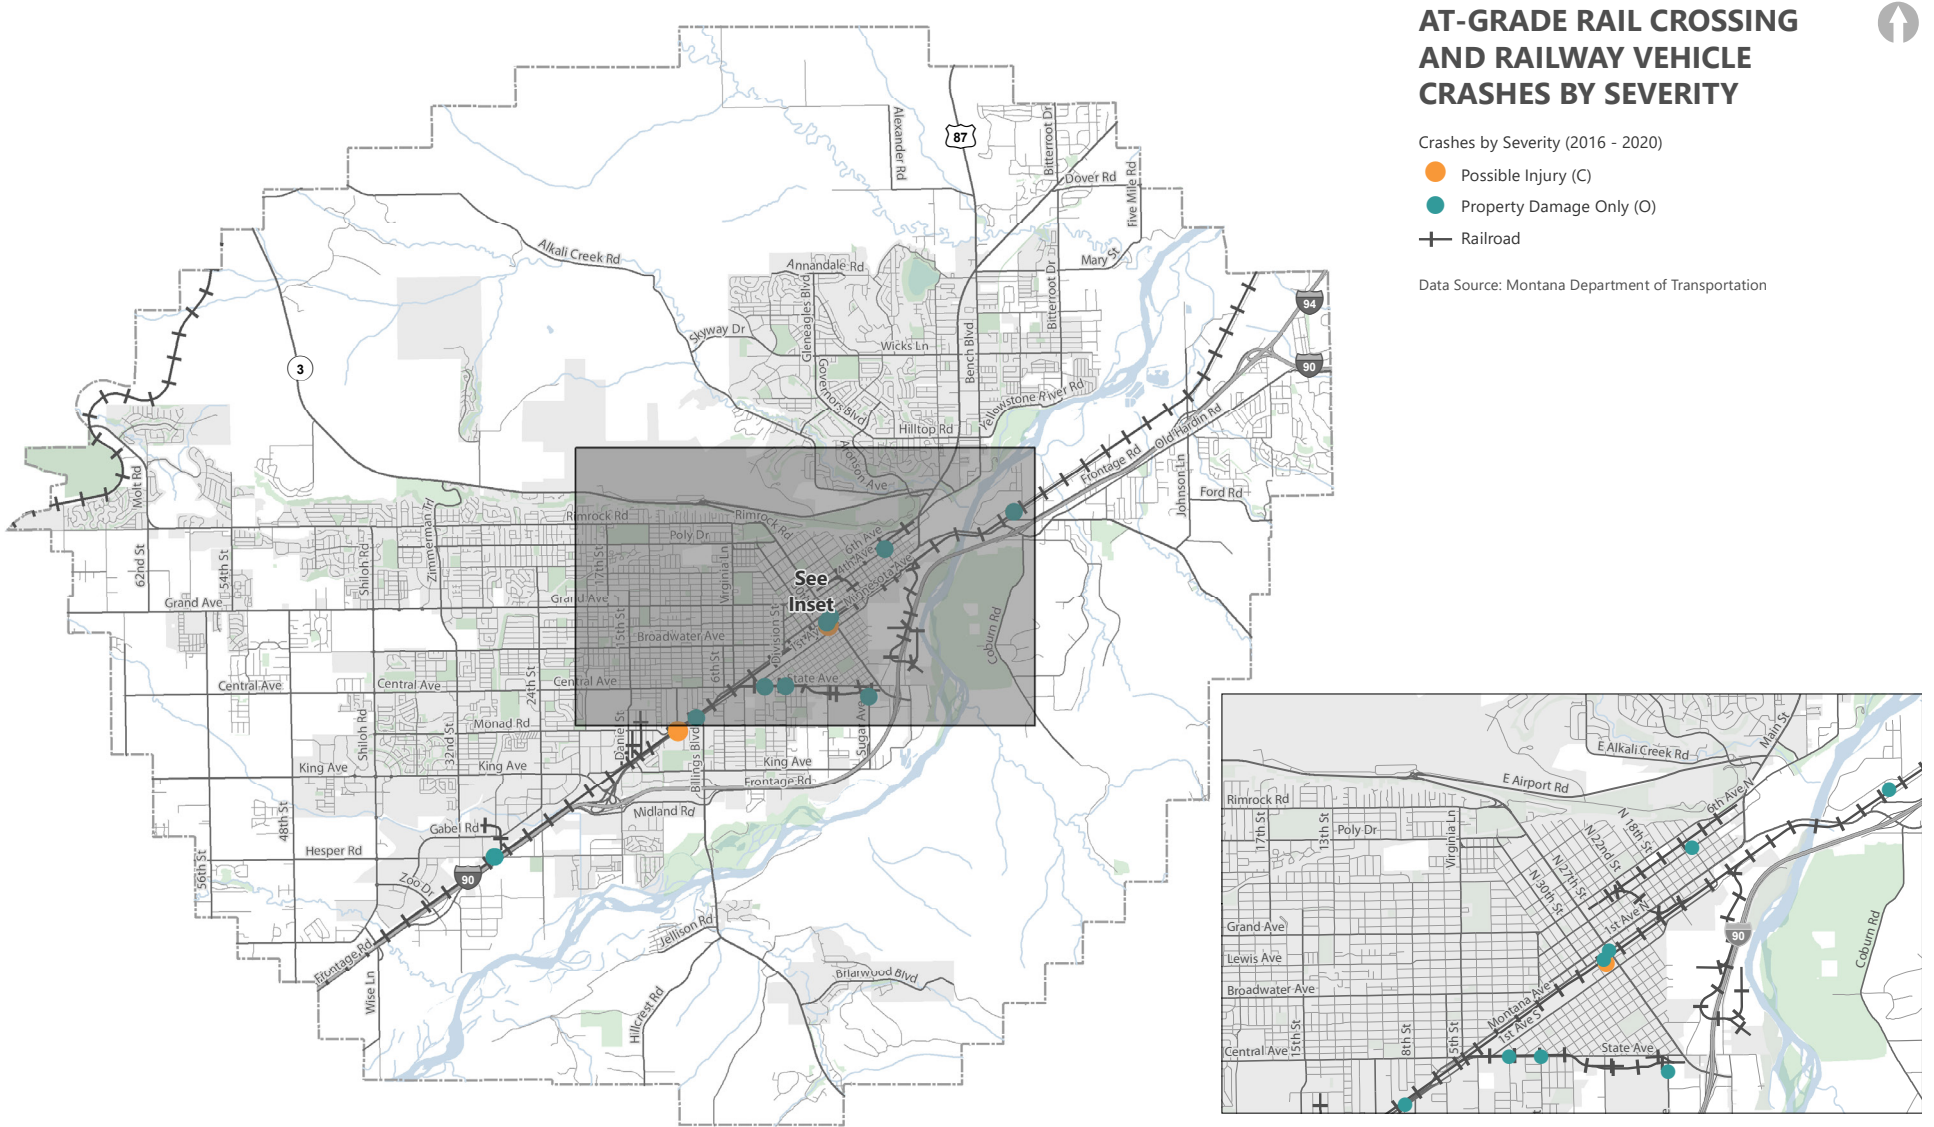 AT-GRADE RAIL CROSSING
AND RAILWAY VEHICLE
CRASHES BY SEVERITY
Crashes by Severity (2016 - 2020)
Possible Injury (C)
Property Damage Only (O)
Railroad
Data Source: Montana Department of Transportation
Alexander Rd
87
Bitterroot Dr
Dover Rd
Five Mile Rd
Alkali Creek Rd
Annandale Rd
Mary St
Gleneagles Blvd
Bitterroot Dr
94
Skyway Dr
Wicks Ln
Bench Blvd
90
3
Governors Blvd
Yellowstone River Rd
Hilltop Rd
Old Hardin Rd
Frontage Rd
Aronson Ave
Johnson Ln
Ford Rd
Molt Rd
Zimmerman Trl
Rimrock Rd
Rimrock Rd
Poly Dr
6th Ave
4th Ave
Minnesota Ave
62nd St
54th St
Shiloh Rd
17th St
Virginia Ln
See
Inset
Grand Ave
Grand Ave
15th St
Broadwater Ave
Division St
1st Ave
Coburn Rd
6th St
Central Ave
Central Ave
24th St
Central Ave
State Ave
Shiloh Rd
32nd St
Monad Rd
Daniel St
Billings Blvd
Sugar Ave
King Ave
King Ave
King Ave
Frontage Rd
48th St
Gabel Rd
Midland Rd
Hesper Rd
56th St
Zoo Dr
90
Jellison Rd
Frontage Rd
Wise Ln
Briarwood Blvd
Hillcrest Rd
Main St
E Alkali Creek Rd
E Airport Rd
Rimrock Rd
6th Ave N
17th St
13th St
Poly Dr
Virginia Ln
N 18th St
N 22nd St
N 27th St
N 30th St
Grand Ave
1st Ave N
90
Coburn Rd
Lewis Ave
Broadwater Ave
Montana Ave
1st Ave S
Central Ave
15th St
8th St
5th St
State Ave